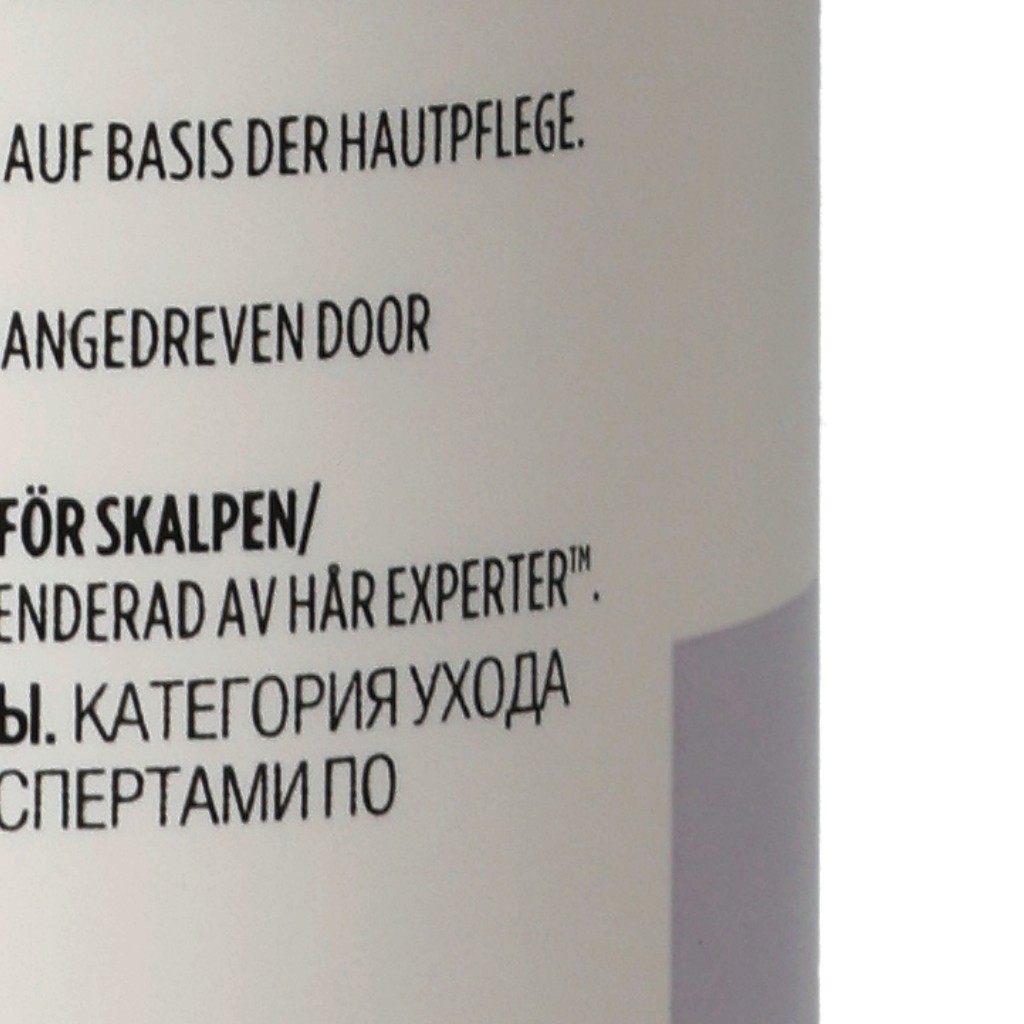 AUF BASIS DER HAUTPFLEGE.
ANGEDREVEN DOOR
FÖR SKALPEN/
ENDERAD AV HÅR EXPERTER™.
Ы. КАТЕГОРИЯ УХОДА
СПЕРТАМИ ПО